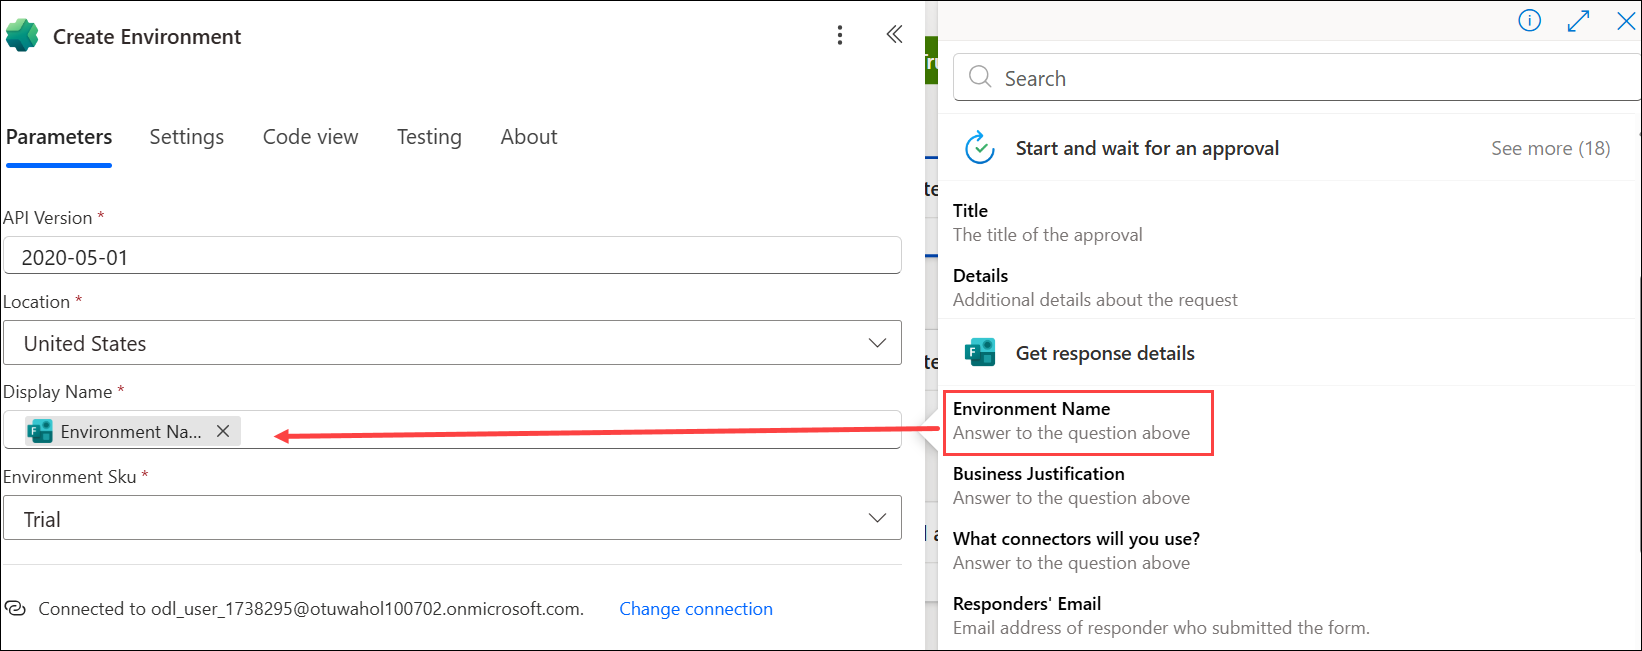 Create Environment
Parameters
Settings
Code view
Testing
About
API Version *
2020-05-01
Location *
United States
Display Name *
Environment Na...
Environment Sku *
Trial
Connected to odl_user_1738295@otuwahol100702.onmicrosoft.com.
Change connection
Search
Start and wait for an approval
See more (18)
Title
The title of the approval
Details
Additional details about the request
Get response details
Environment Name
Answer to the question above
Business Justification
Answer to the question above
What connectors will you use?
Answer to the question above
Responders' Email
Email address of responder who submitted the form.